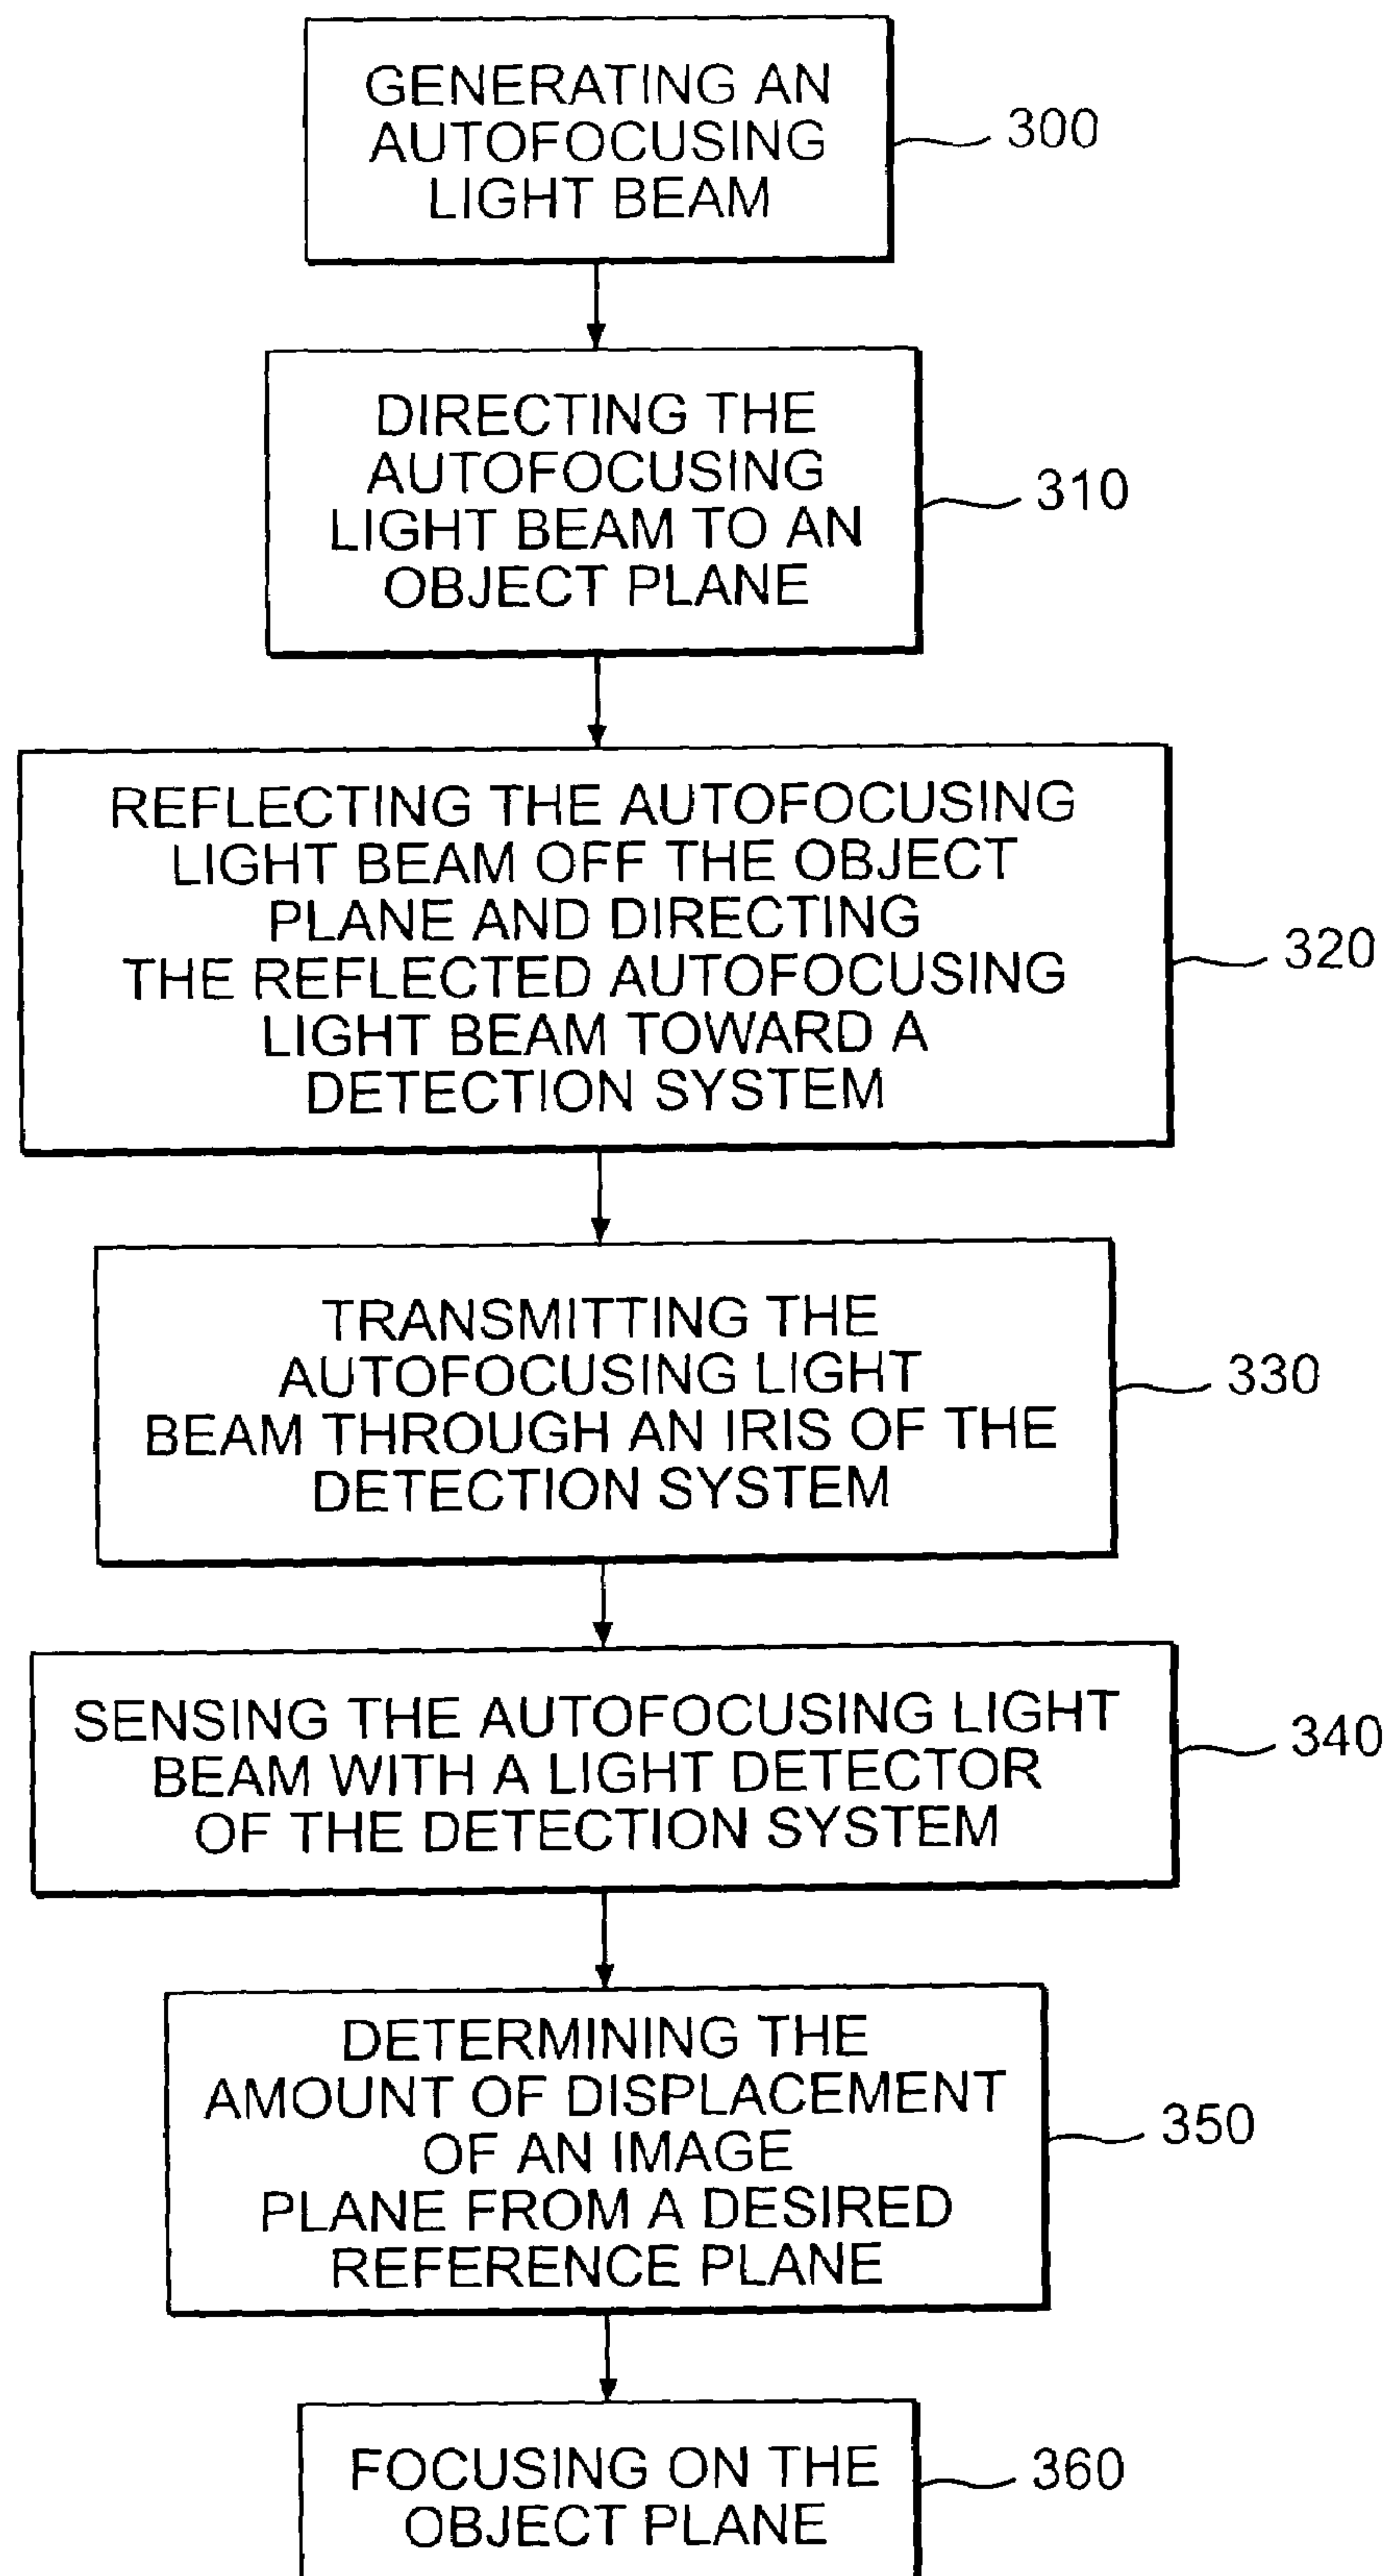 GENERATING AN
AUTOFOCUSING
LIGHT BEAM
300
DIRECTING THE
AUTOFOCUSING
LIGHT BEAM TO AN
OBJECT PLANE
310
REFLECTING THE AUTOFOCUSING
LIGHT BEAM OFF THE OBJECT
PLANE AND DIRECTING
THE REFLECTED AUTOFOCUSING
LIGHT BEAM TOWARD A
DETECTION SYSTEM
320
TRANSMITTING THE
AUTOFOCUSING LIGHT
BEAM THROUGH AN IRIS OF THE
DETECTION SYSTEM
330
SENSING THE AUTOFOCUSING LIGHT
BEAM WITH A LIGHT DETECTOR
OF THE DETECTION SYSTEM
340
DETERMINING THE
AMOUNT OF DISPLACEMENT
OF AN IMAGE
PLANE FROM A DESIRED
REFERENCE PLANE
350
FOCUSING ON THE
OBJECT PLANE
360